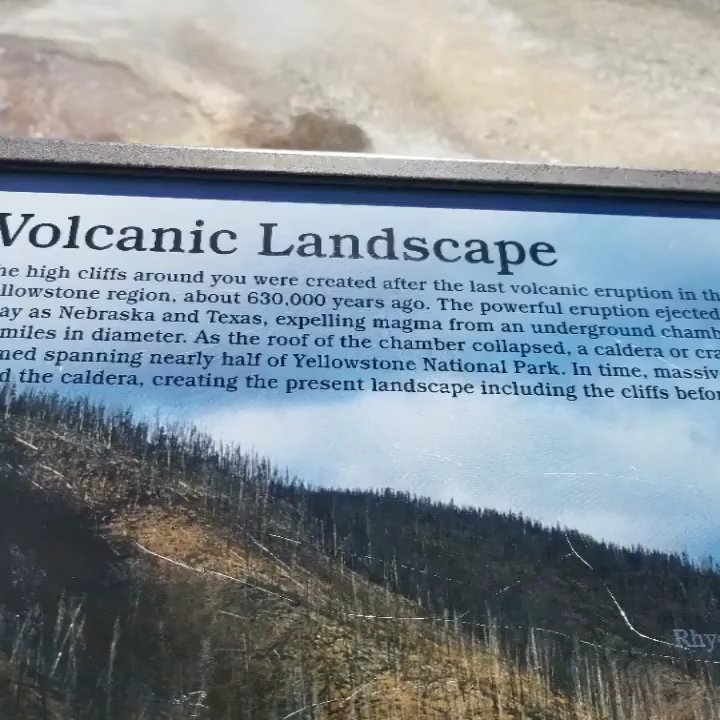 Volcanic Landscape
he high cliffs around you were created after the last volcanic eruption in th
llowstone region, about 630,000 years ago. The powerful eruption ejected
ay as Nebraska and Texas, expelling magma from an underground chamb
miles in diameter. As the roof of the chamber collapsed, a caldera or cra
ned spanning nearly half of Yellowstone National Park. In time, massiv
d the caldera, creating the present landscape including the cliffs befor
Rhy